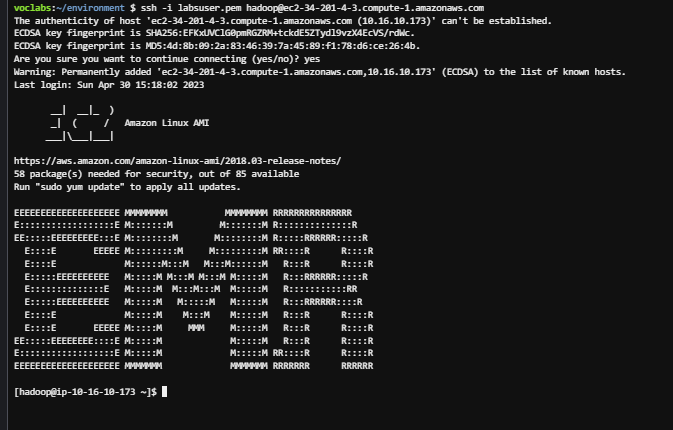 voclabs:~/environment $ ssh -i labsuser.pem hadoop@ec2-34-201-4-3.compute-1.amazonaws.com
The authenticity of host 'ec2-34-201-4-3.compute-1.amazonaws.com (10.16.10.173)' can't be established.
ECDSA key fingerprint is SHA256:EFKxUVClG0pmRGZRM+tckdE5ZTydl9vzX4EcVS/rdWc.
ECDSA key fingerprint is MD5:4d:8b:09:2a:83:46:39:7a:45:89:f1:78:d6:ce:26:4b.
Are you sure you want to continue connecting (yes/no)? yes
Warning: Permanently added 'ec2-34-201-4-3.compute-1.amazonaws.com,10.16.10.173' (ECDSA) to the list of known hosts.
Last login: Sun Apr 30 15:18:02 2023

       __|  __|_  )
       _|  (     /   Amazon Linux AMI
      ___|\___|___|

https://aws.amazon.com/amazon-linux-ami/2018.03-release-notes/
58 package(s) needed for security, out of 85 available
Run "sudo yum update" to apply all updates.

EEEEEEEEEEEEEEEEEEEE MMMMMMMM           MMMMMMMM RRRRRRRRRRRRRRR
E::::::::::::::::::E M:::::::M         M:::::::M R::::::::::::::R
EE:::::EEEEEEEEE:::E M::::::::M       M::::::::M R:::::RRRRRR:::::R
  E::::E       EEEEE M:::::::::M     M:::::::::M RR::::R      R::::R
  E::::E             M::::::M:::M   M:::M::::::M   R:::R      R::::R
  E:::::EEEEEEEEEE   M:::::M M:::M M:::M M:::::M   R:::RRRRRR:::::R
  E::::::::::::::E   M:::::M  M:::M:::M  M:::::M   R:::::::::::RR
  E:::::EEEEEEEEEE   M:::::M   M:::::M   M:::::M   R:::RRRRRR::::R
  E::::E             M:::::M    M:::M    M:::::M   R:::R      R::::R
  E::::E       EEEEE M:::::M     MMM     M:::::M   R:::R      R::::R
EE:::::EEEEEEEE::::E M:::::M             M:::::M   R:::R      R::::R
E::::::::::::::::::E M:::::M             M:::::M RR::::R      R::::R
EEEEEEEEEEEEEEEEEEEE MMMMMMM             MMMMMMM RRRRRRR      RRRRRR

[hadoop@ip-10-16-10-173 ~]$